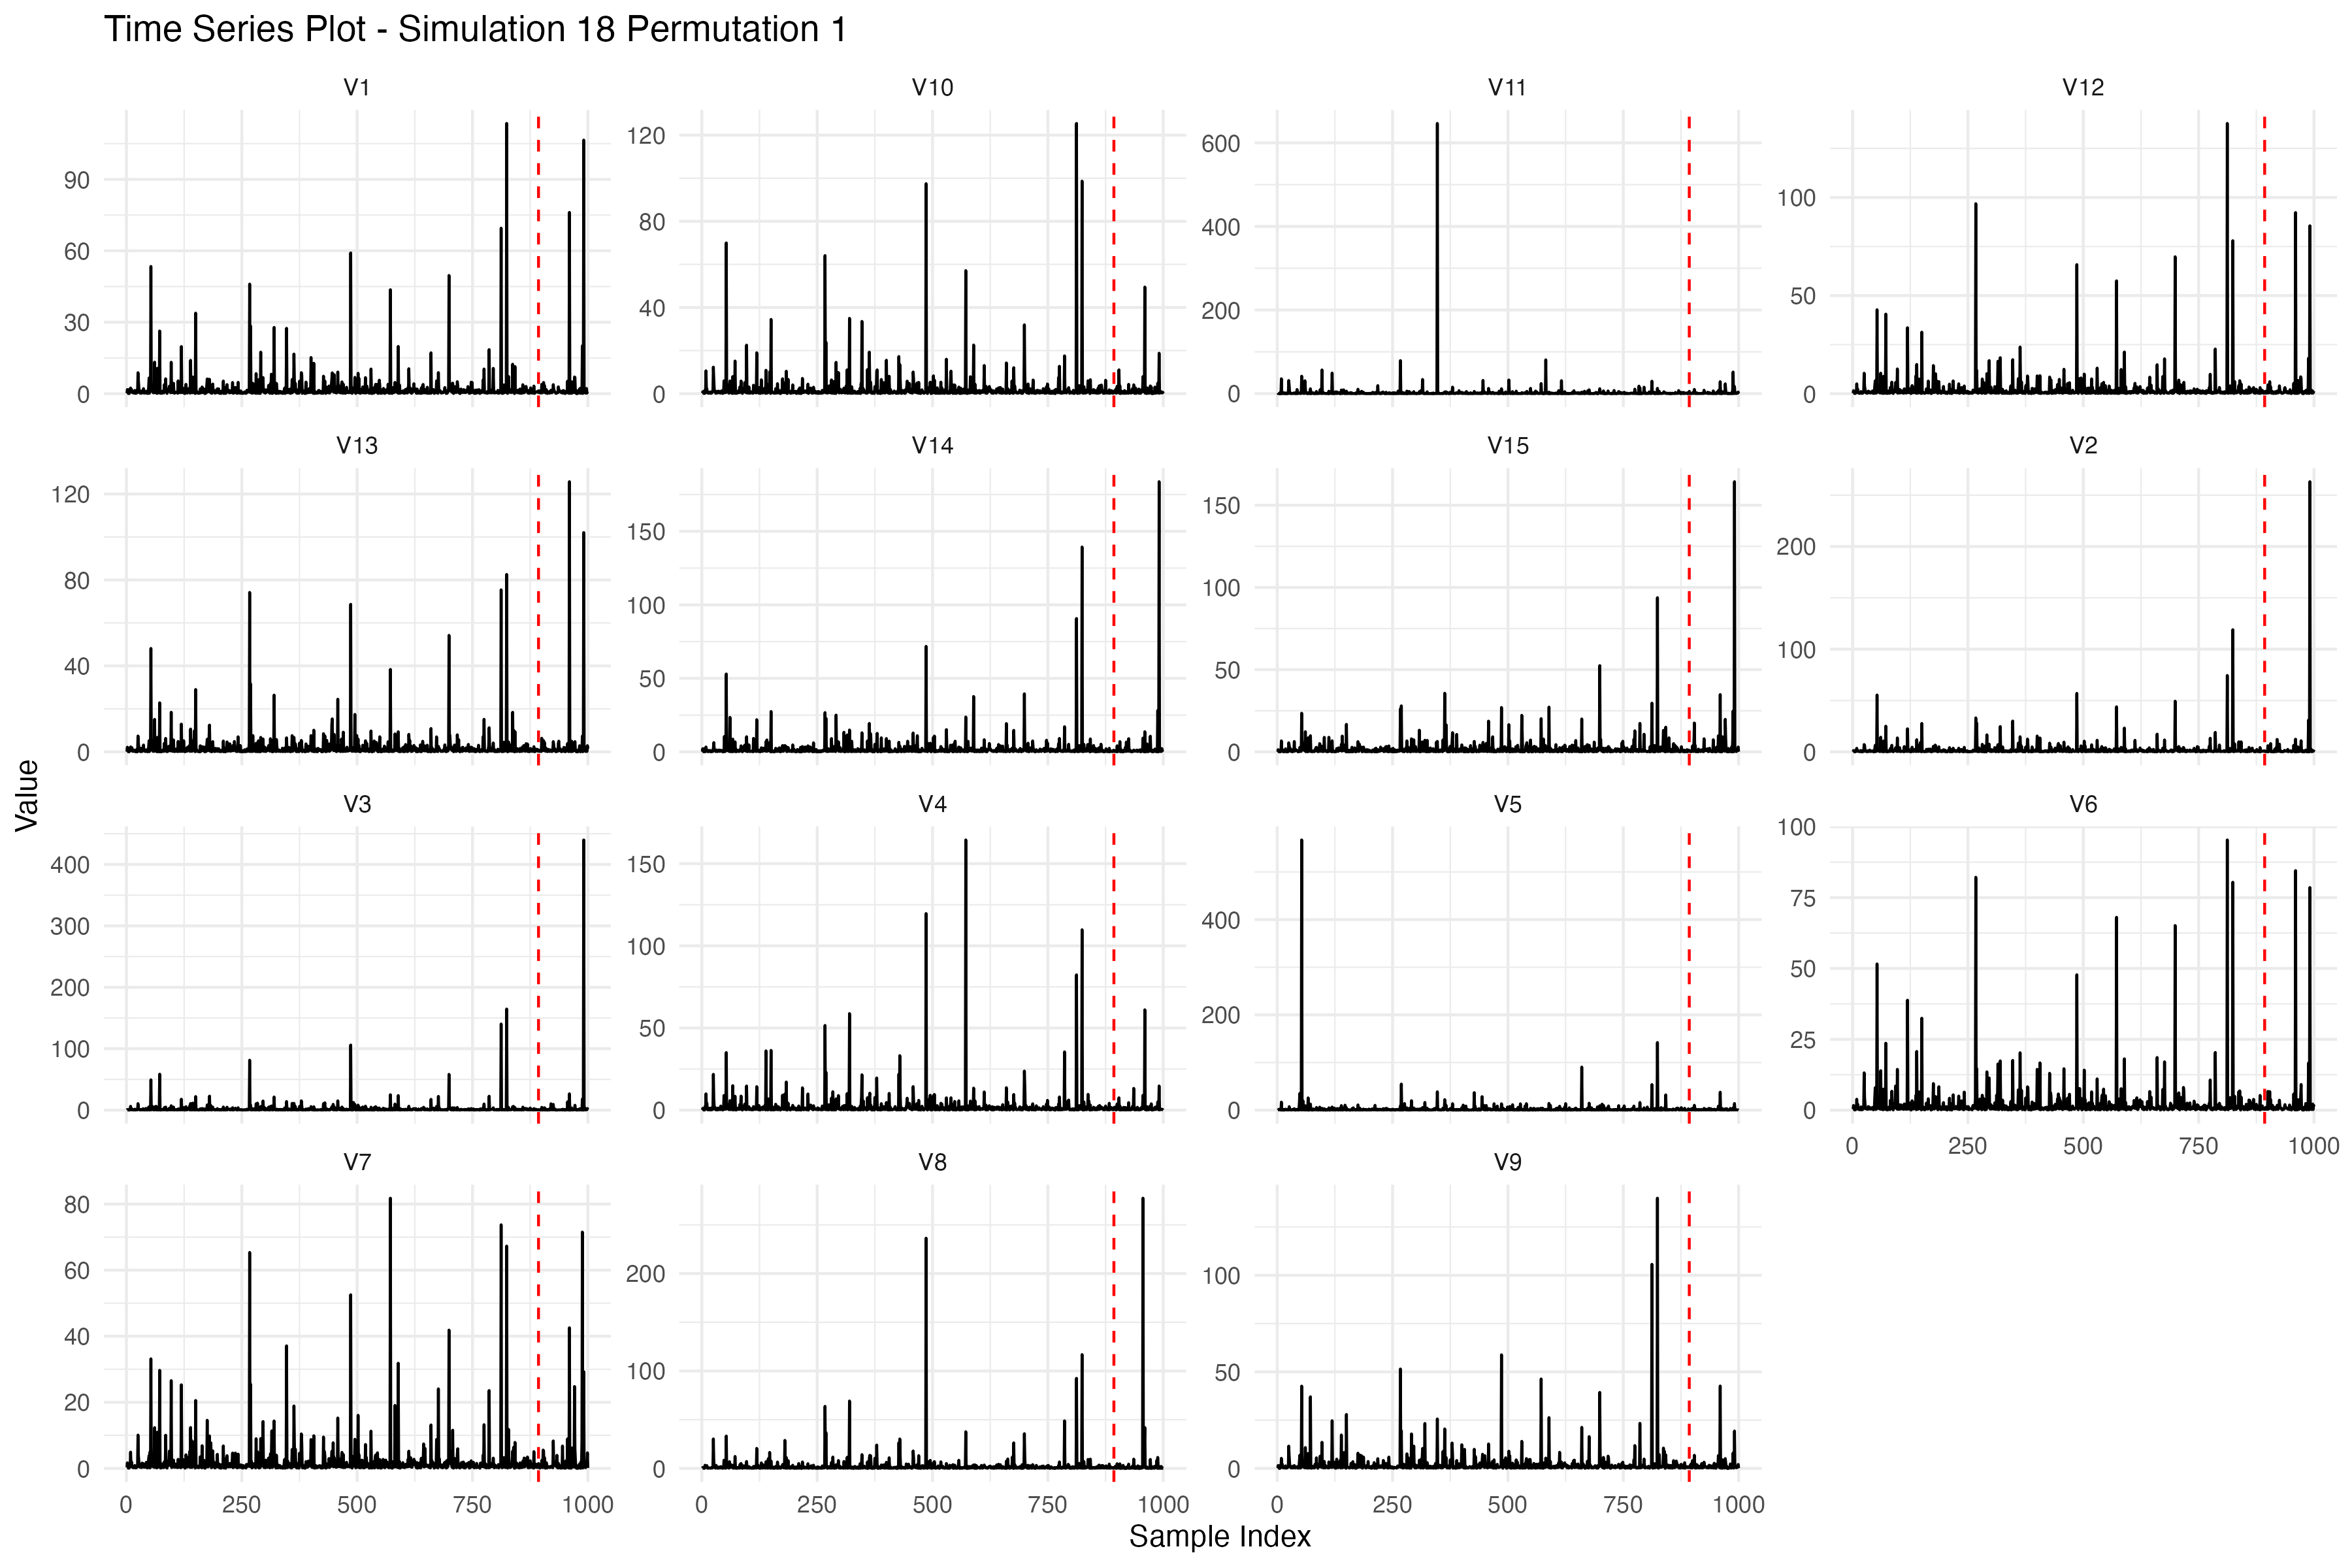 Time Series Plot - Simulation 18 Permutation 1
V1
V10
V11
V12
90
60
30
0
120
80
40
0
600
400
200
0
100
50
0
V13
V14
V15
V2
120
80
40
0
150
100
50
0
150
100
50
0
200
100
0
V3
V4
V5
V6
400
300
200
100
0
150
100
50
0
400
200
0
100
75
50
25
0
0 250 500 750 1000
V7
V8
V9
80
60
40
20
0
200
100
0
100
50
0
0 250 500 750 1000
0 250 500 750 1000
0 250 500 750 1000
Value
Sample Index